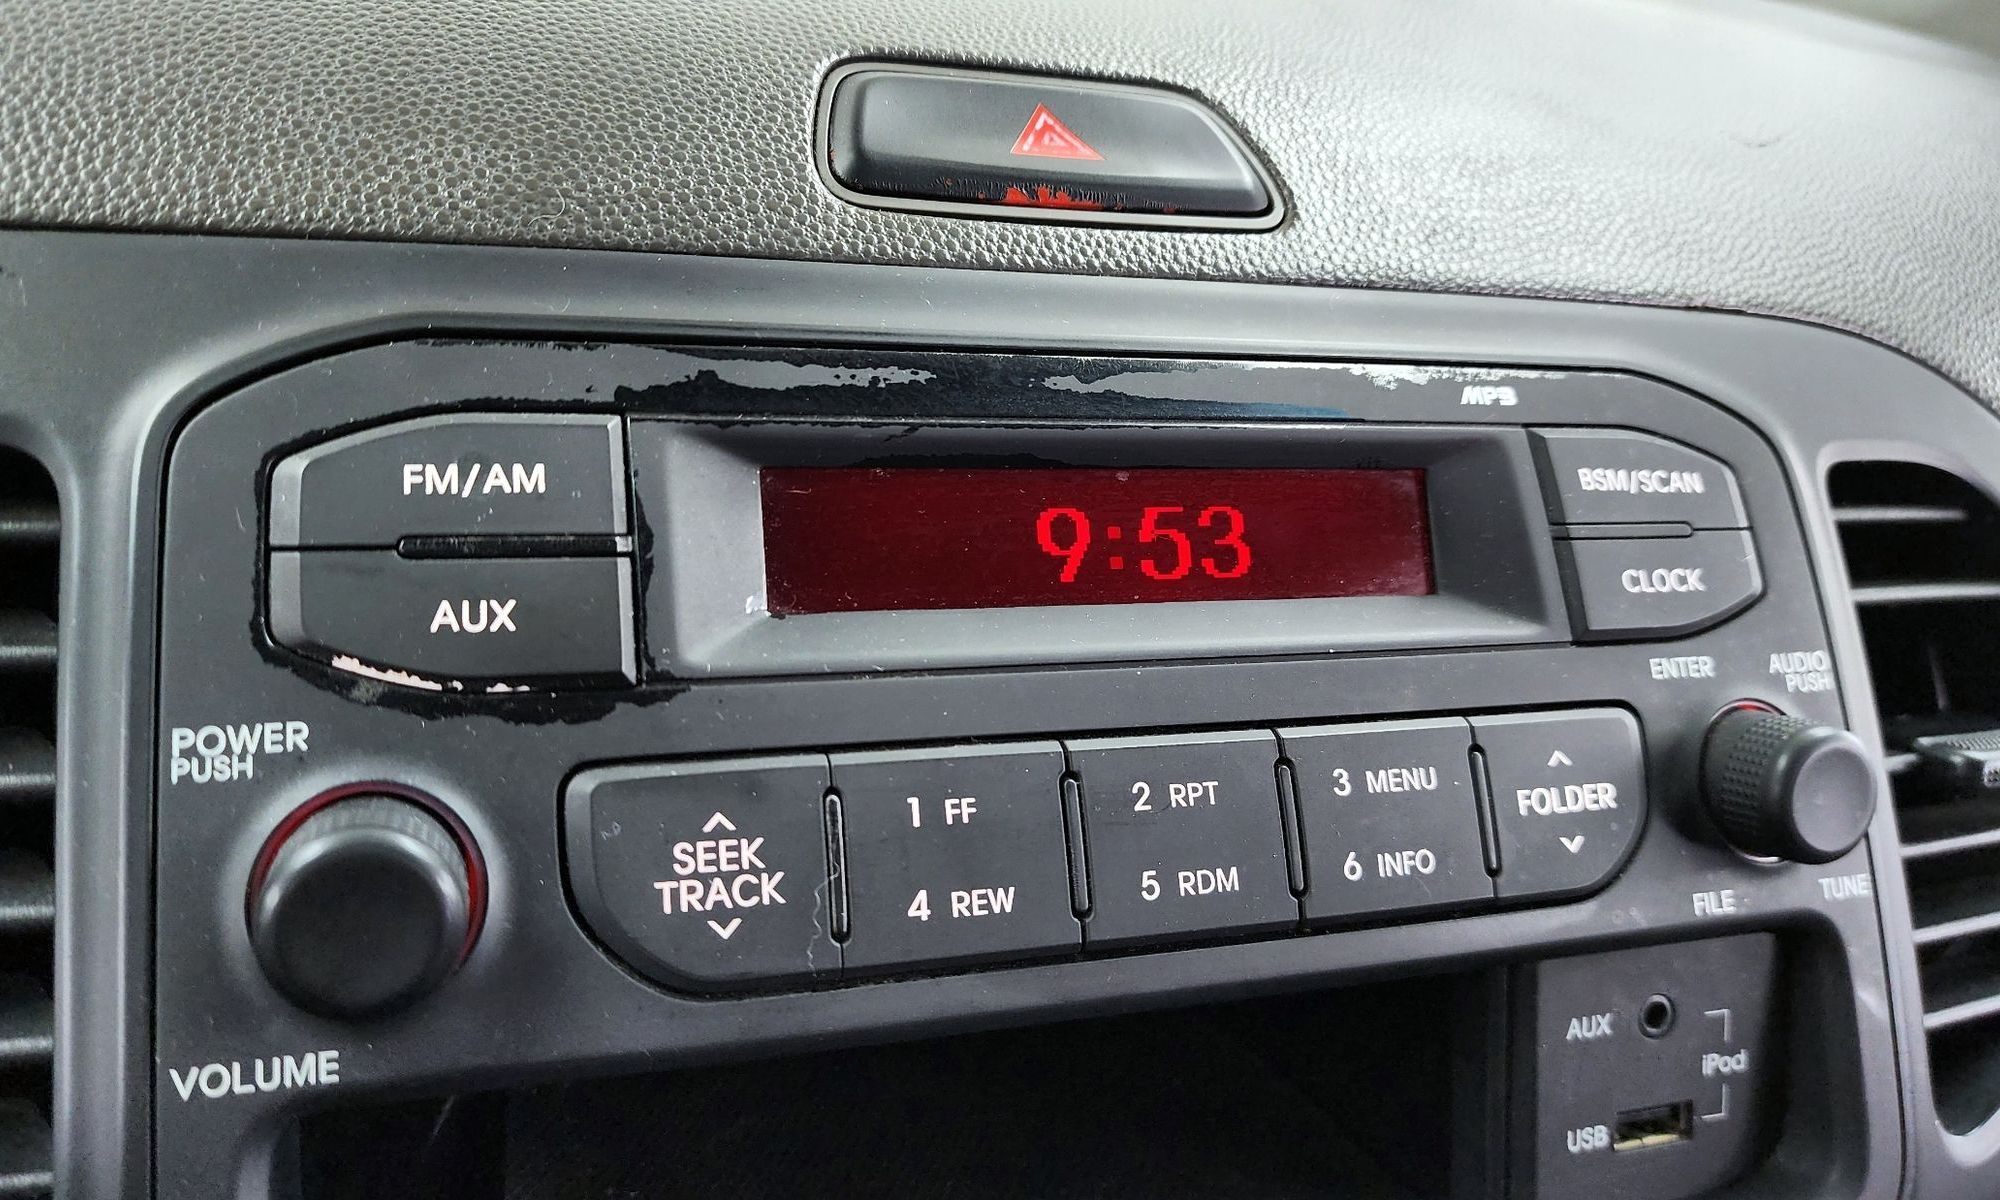 MP3
FM/AM
BSM/SCAN
9:53
AUX
CLOCK
ENTER
AUDIO
PUSH
POWER
PUSH
SEEK
TRACK
1 FF
2 RPT
3 MENU
FOLDER
4 REW
5 RDM
6 INFO
FILE
TUNE
VOLUME
AUX
iPod
USB